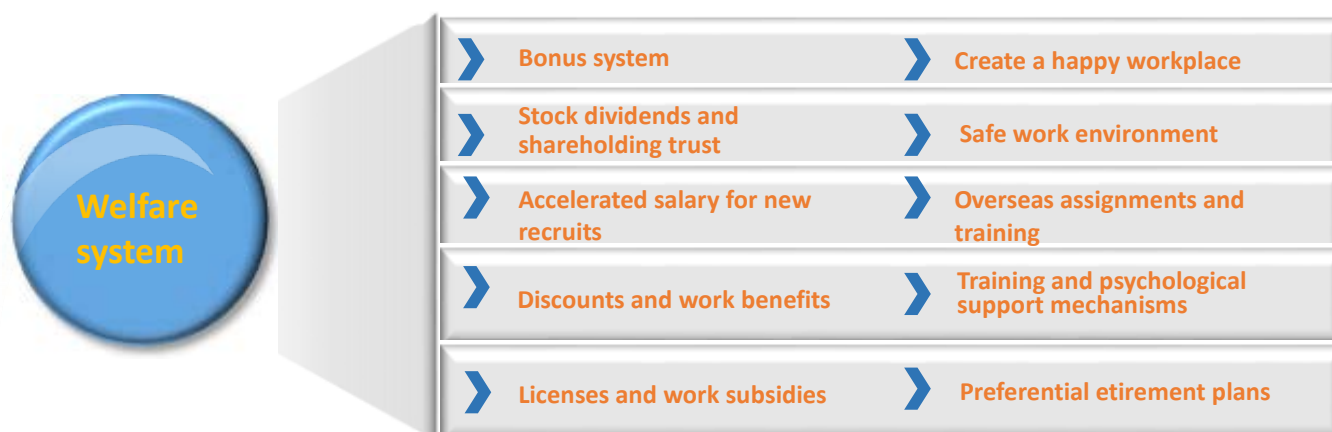 Welfare
system
Bonus system
Create a happy workplace
Stock dividends and
shareholding trust
Safe work environment
Accelerated salary for new
recruits
Overseas assignments and
training
Discounts and work benefits
Training and psychological
support mechanisms
Licenses and work subsidies
Preferential etirement plans